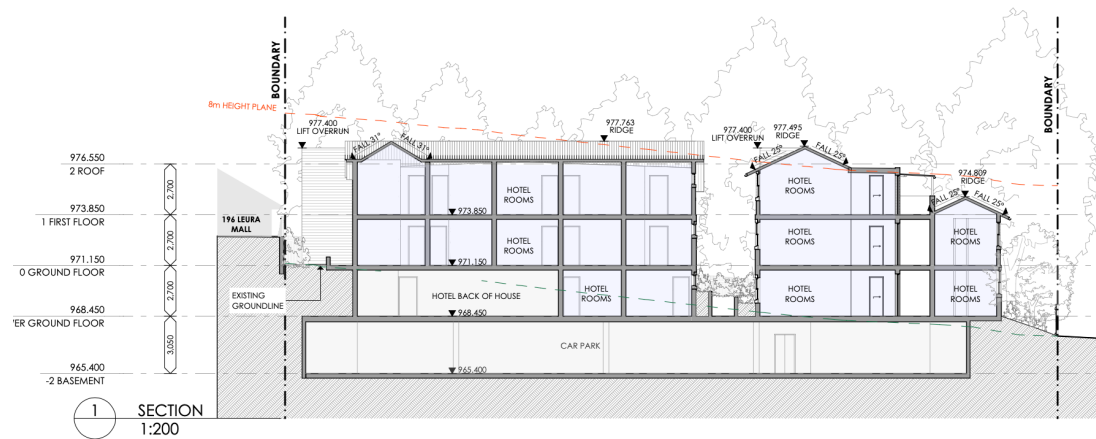 BOUNDARY
BOUNDARY
8m HEIGHT PLANE
977.400
LIFT OVERRUN
FALL 31°
FALL 31°
977.763
RIDGE
977.400
LIFT OVERRUN
977.495
RIDGE
FALL 25°
FALL 25°
974.809
RIDGE
FALL 25°
FALL 25°
976.550
2 ROOF
2,700
HOTEL
ROOMS
HOTEL
ROOMS
973.850
1 FIRST FLOOR
196 LEURA
MALL
973.850
2,700
HOTEL
ROOMS
HOTEL
ROOMS
HOTEL
ROOMS
971.150
0 GROUND FLOOR
971.150
2,700
EXISTING
GROUNDLINE
HOTEL BACK OF HOUSE
HOTEL
ROOMS
HOTEL
ROOMS
HOTEL
ROOMS
968.450
ER GROUND FLOOR
968.450
3,050
CAR PARK
965.400
-2 BASEMENT
965.400
1
SECTION
1:200